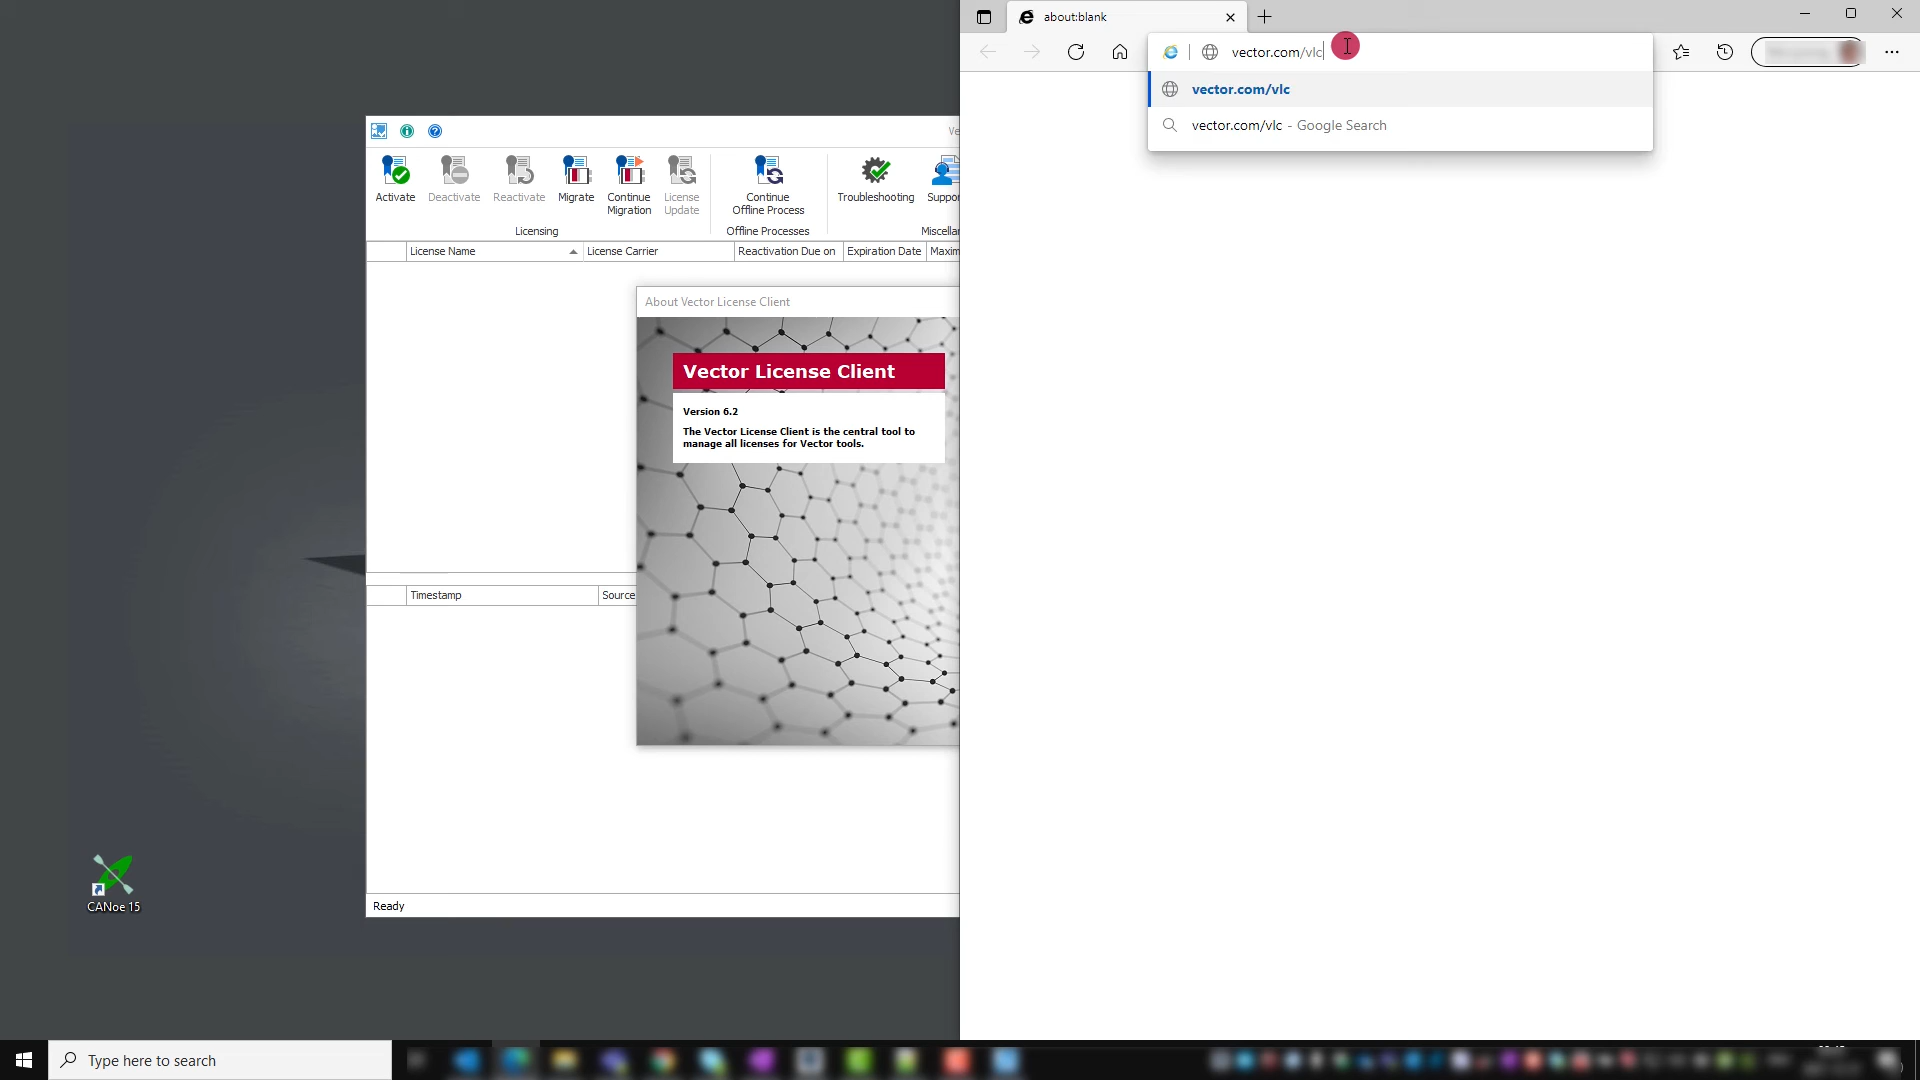 about:blank
vector.com/vlc
vector.com/vlc
vector.com/vlc - Google Search
Activate
Deactivate
Reactivate
Migrate
Continue Migration
License Update
Continue Offline Process
Troubleshooting
Licensing
Offline Processes
License Name
License Carrier
Reactivation Due on
Expiration Date
About Vector License Client
Vector License Client
Version 6.2
The Vector License Client is the central tool to
manage all licenses for Vector tools.
Timestamp
Source
CANoe 15
Ready
Type here to search